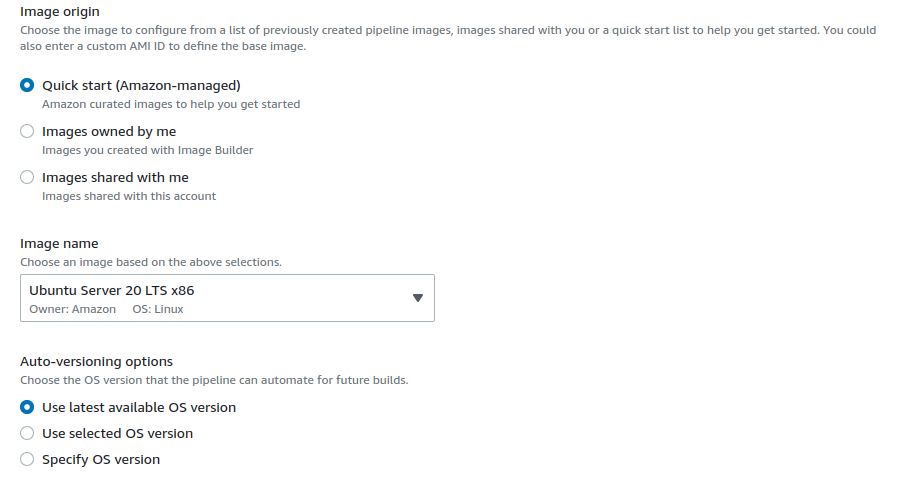 Image origin
Choose the image to configure from a list of previously created pipeline images, images shared with you or a quick start list to help you get started. You could
also enter a custom AMI ID to define the base image.
Quick start (Amazon-managed)
Amazon curated images to help you get started
Images owned by me
Images you created with Image Builder
Images shared with me
Images shared with this account
Image name
Choose an image based on the above selections.
Ubuntu Server 20 LTS x86
Owner: Amazon OS: Linux
Auto-versioning options
Choose the OS version that the pipeline can automate for future builds.
Use latest available OS version
Use selected OS version
Specify OS version